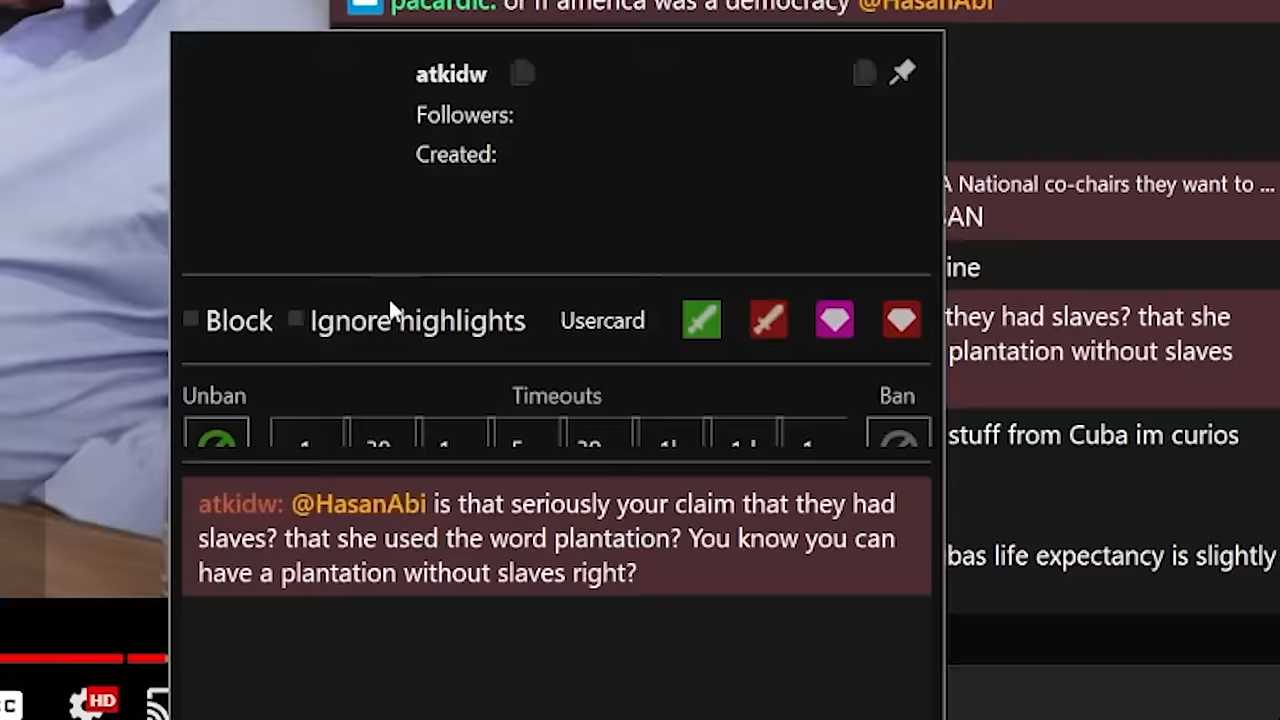 pacardic: or if america was a democracy @HasanAbi
atkidw
Followers:
Created:
A National co-chairs they want to ...
AN
ine
they had slaves? that she
Block Ignore highlights Usercard
plantation without slaves
Unban Timeouts Ban
stuff from Cuba im curios
atkidw: @HasanAbi is that seriously your claim that they had
slaves? that she used the word plantation? You know you can
have a plantation without slaves right?
bas life expectancy is slightly
HD